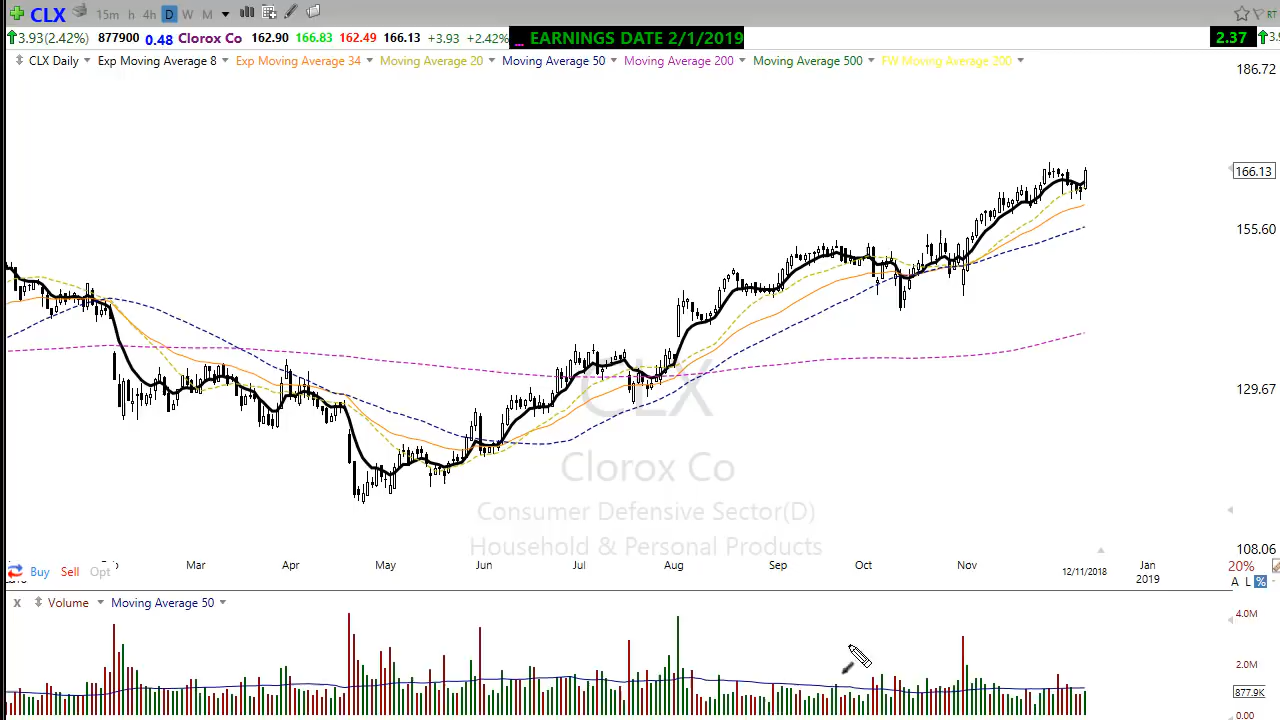 CLX 15m h 4h D W M RT
3.93(2.42%) 877900 0.48 Clorox Co 162.90 166.83 162.49 166.13 +3.93 +2.42% EARNINGS DATE 2/1/2019 2.37
CLX Daily Exp Moving Average 8 Exp Moving Average 34 Moving Average 20 Moving Average 50 Moving Average 200 Moving Average 500 FW Moving Average 200
186.72
166.13
155.60
129.67
108.06
CLX
Clorox Co
Consumer Defensive Sector(D)
Household & Personal Products
Mar Apr May Jun Jul Aug Sep Oct Nov 12/11/2018 Jan
2019
Buy Sell Opt
20%
A L %
X Volume Moving Average 50
4.0M
2.0M
877.9K
0.00